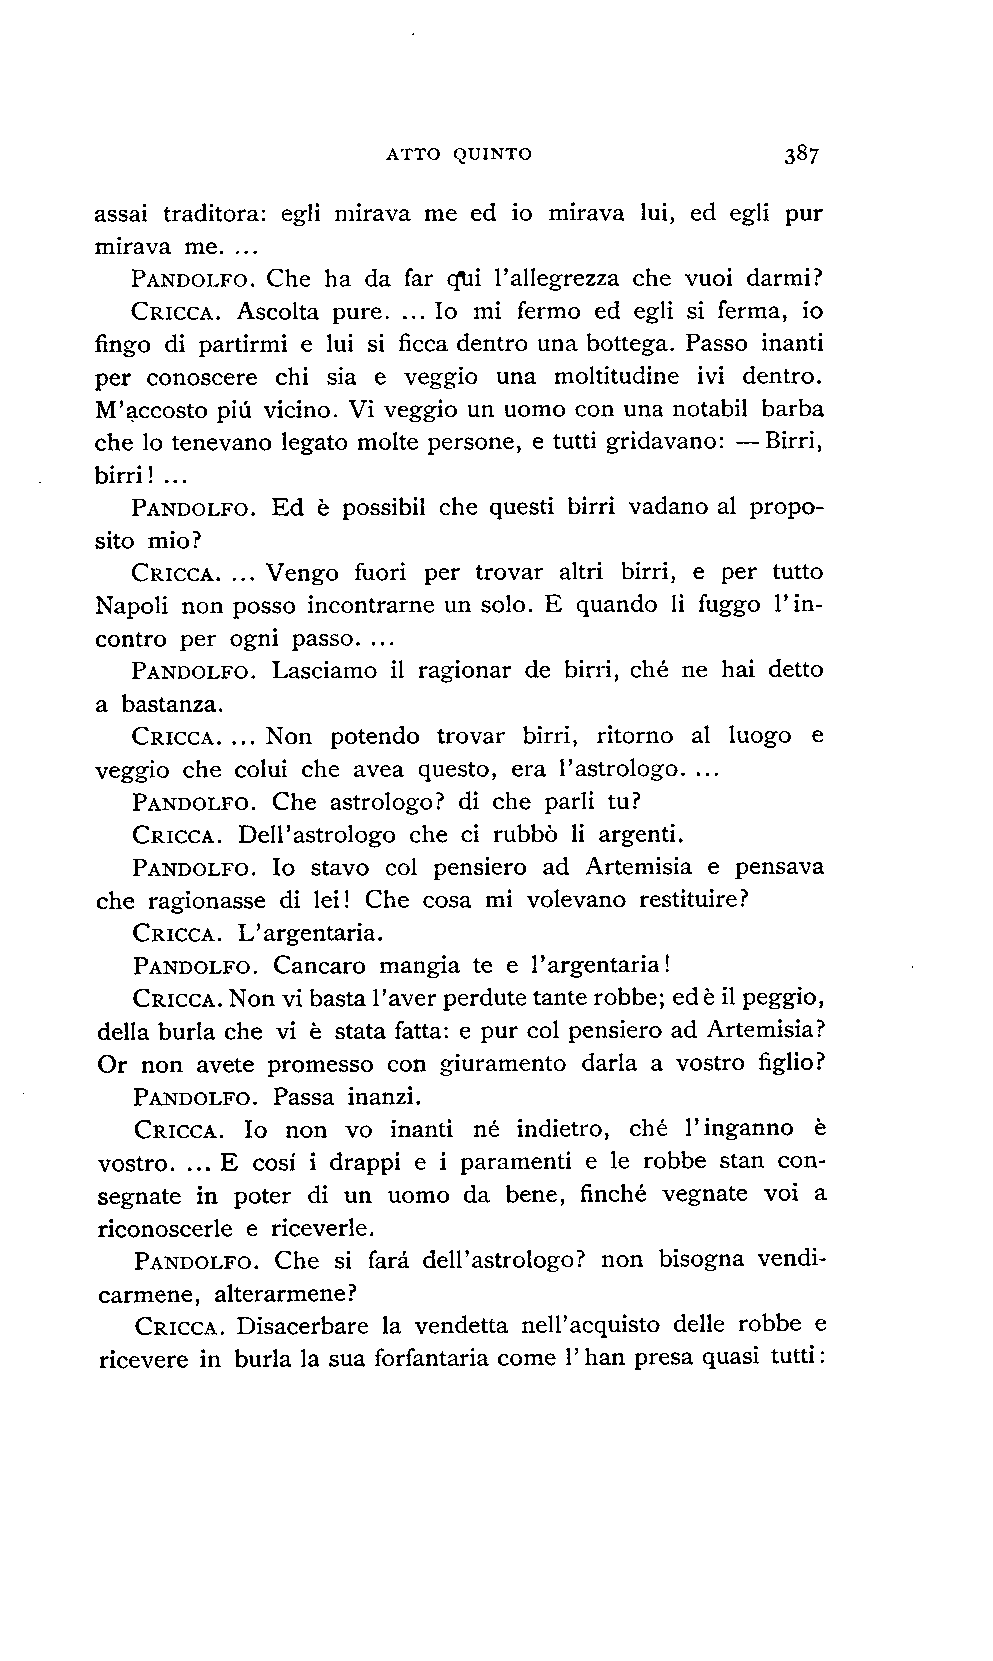 ATTO QUINTO 387
assai traditora: egli mirava me ed io mirava lui, ed egli pur
mirava me. ...
PANDOLFO. Che ha da far qui l'allegrezza che vuoi darmi?
CRICCA. Ascolta pure. ... Io mi fermo ed egli si ferma, io
fingo di partirmi e lui si ficca dentro una bottega. Passo inanti
per conoscere chi sia e veggio una moltitudine ivi dentro.
M'accosto piú vicino. Vi veggio un uomo con una notabil barba
che lo tenevano legato molte persone, e tutti gridavano: — Birri,
birri! ...
PANDOLFO. Ed è possibil che questi birri vadano al propo-
sito mio?
CRICCA. ... Vengo fuori per trovar altri birri, e per tutto
Napoli non posso incontrarne un solo. E quando li fuggo l'in-
contro per ogni passo. ...
PANDOLFO. Lasciamo il ragionar de birri, ché ne hai detto
a bastanza.
CRICCA. ... Non potendo trovar birri, ritorno al luogo e
veggio che colui che avea questo, era l'astrologo. ...
PANDOLFO. Che astrologo? di che parli tu?
CRICCA. Dell'astrologo che ci rubbò li argenti.
PANDOLFO. Io stavo col pensiero ad Artemisia e pensava
che ragionasse di lei! Che cosa mi volevano restituire?
CRICCA. L'argentaria.
PANDOLFO. Cancaro mangia te e l'argentaria!
CRICCA. Non vi basta l'aver perdute tante robbe; ed è il peggio,
della burla che vi è stata fatta: e pur col pensiero ad Artemisia?
Or non avete promesso con giuramento darla a vostro figlio?
PANDOLFO. Passa inanzi.
CRICCA. Io non vo inanti né indietro, ché l'inganno è
vostro. ... E cosí i drappi e i paramenti e le robbe stan con-
segnate in poter di un uomo da bene, finché vegnate voi a
riconoscerle e riceverle.
PANDOLFO. Che si fará dell'astrologo? non bisogna vendi-
carmene, alterarmene?
CRICCA. Disacerbare la vendetta nell'acquisto delle robbe e
ricevere in burla la sua forfantaria come l'han presa quasi tutti: